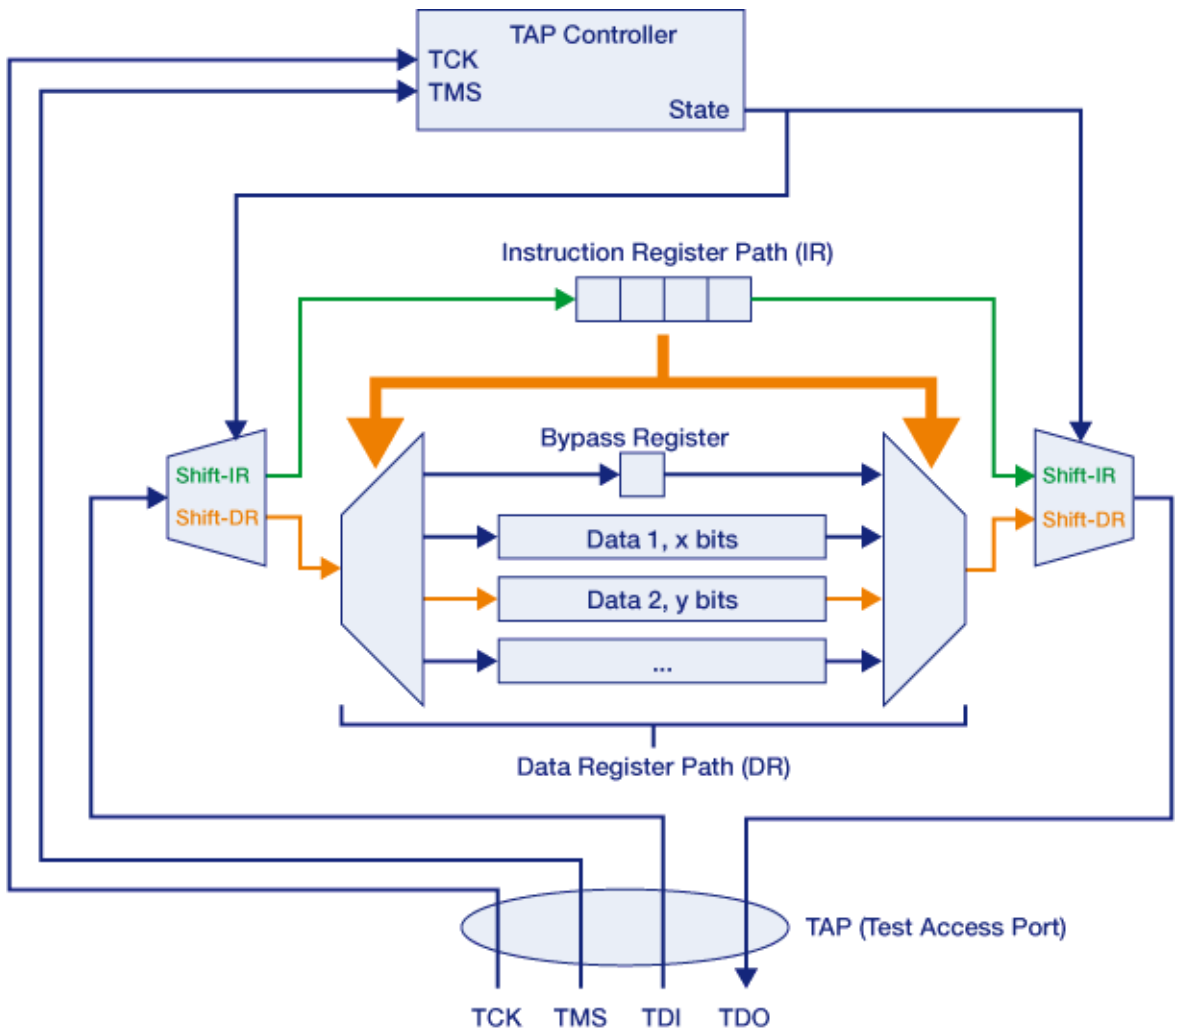 TAP Controller
TCK
TMS
State
Instruction Register Path (IR)
Bypass Register
Shift-IR
Shift-DR
Shift-IR
Shift-DR
Data 1, x bits
Data 2, y bits
...
Data Register Path (DR)
TAP (Test Access Port)
TCK TMS TDI TDO